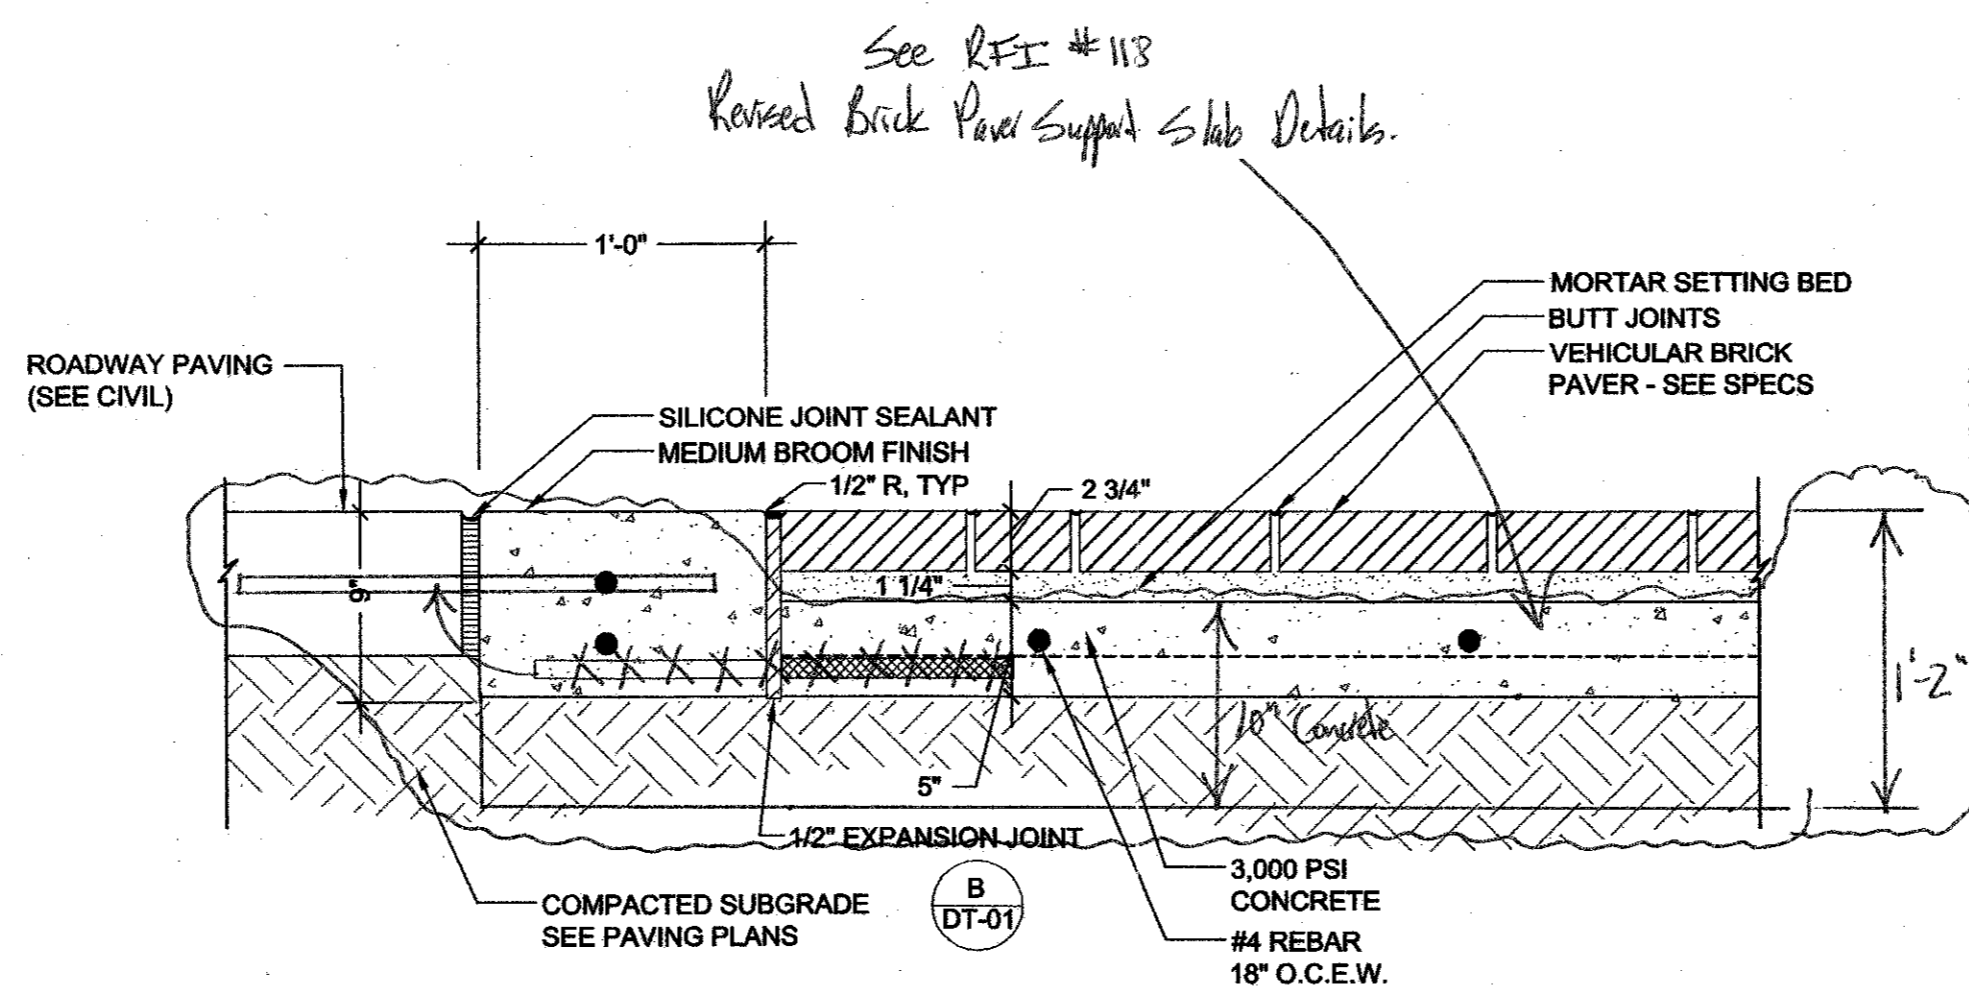 See RFI #113
Revised Brick Paver Support Slab Details.
1'-0"
MORTAR SETTING BED
BUTT JOINTS
VEHICULAR BRICK
PAVER - SEE SPECS
ROADWAY PAVING
(SEE CIVIL)
SILICONE JOINT SEALANT
MEDIUM BROOM FINISH
1/2" R, TYP
2 3/4"
9"
1 1/4"
1'-2"
10" Concrete
5"
1/2" EXPANSION JOINT
3,000 PSI
CONCRETE
COMPACTED SUBGRADE
SEE PAVING PLANS
B
DT-01
#4 REBAR
18" O.C.E.W.